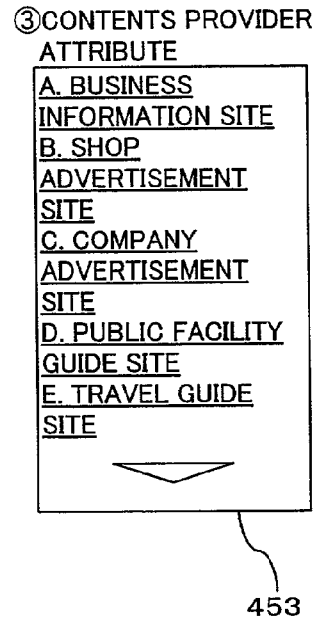 ③CONTENTS PROVIDER
ATTRIBUTE
A. BUSINESS
INFORMATION SITE
B. SHOP
ADVERTISEMENT
SITE
C. COMPANY
ADVERTISEMENT
SITE
D. PUBLIC FACILITY
GUIDE SITE
E. TRAVEL GUIDE
SITE
453